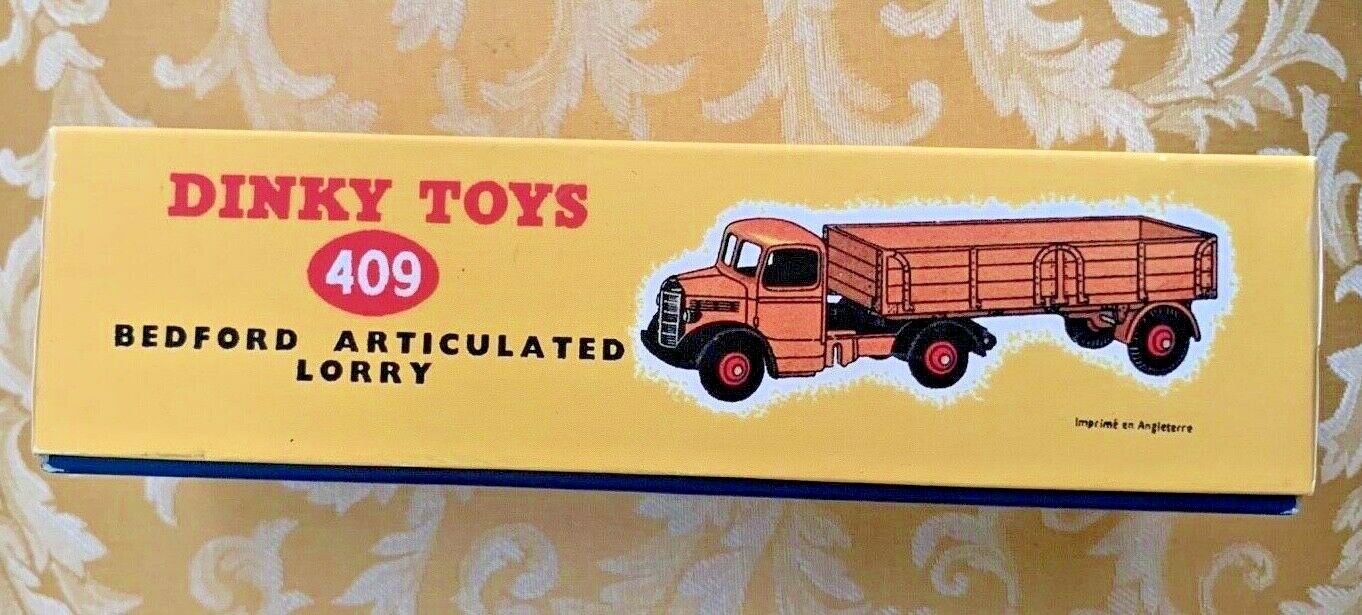 DINKY TOYS
409
BEDFORD ARTICULATED
LORRY
Imprimé en Angleterre